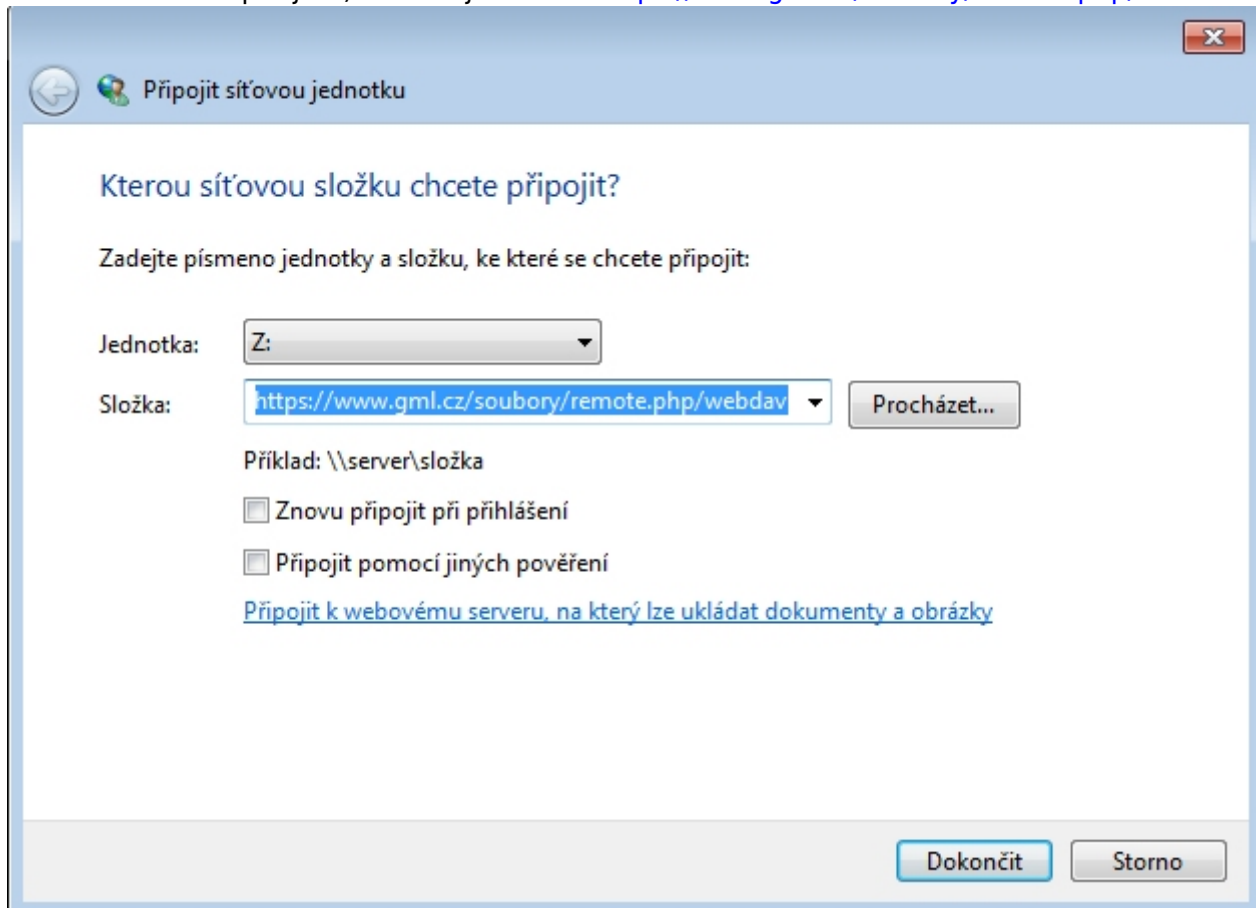 Připojit síťovou jednotku
Kterou síťovou složku chcete připojit?
Zadejte písmeno jednotky a složku, ke které se chcete připojit:
Jednotka: Z:
Složka: https://www.gml.cz/soubory/remote.php/webdav Procházet...
Příklad: \\server\složka
Znovu připojit při přihlášení
Připojit pomocí jiných pověření
Připojit k webovému serveru, na který lze ukládat dokumenty a obrázky
Dokončit Storno